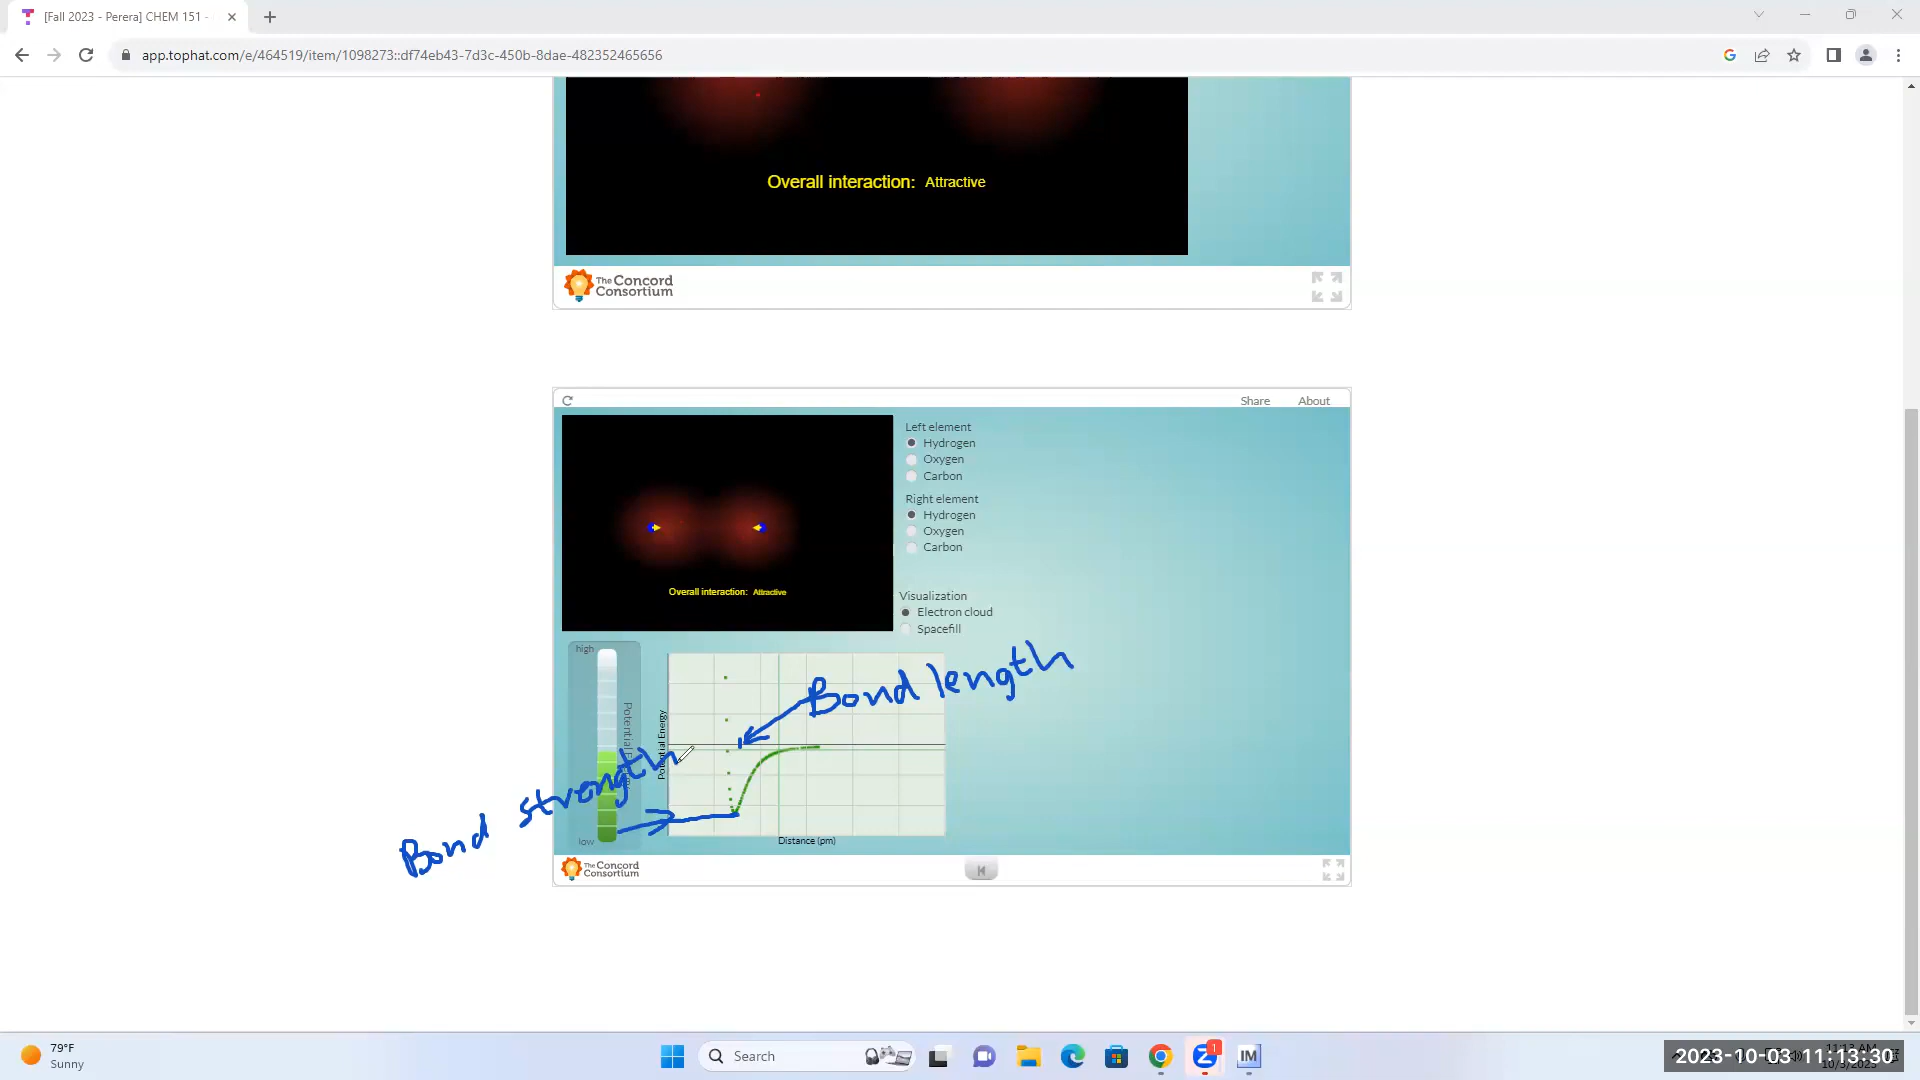 [Fall 2023 - Perera] CHEM 151 -
app.tophat.com/e/464519/item/1098273::df74eb43-7d3c-450b-8dae-482352465656
Overall interaction: Attractive
The Concord
Consortium
Share About
Left element
Hydrogen
Oxygen
Carbon
Right element
Hydrogen
Oxygen
Carbon
Overall interaction: Attractive
Visualization
Electron cloud
Spacefill
high
Potential
low
Potential Energy
Bond length
Bond strength
Distance (pm)
The Concord
Consortium
79°F
Sunny
Search
1
IM
2023-10-03 11:13:30